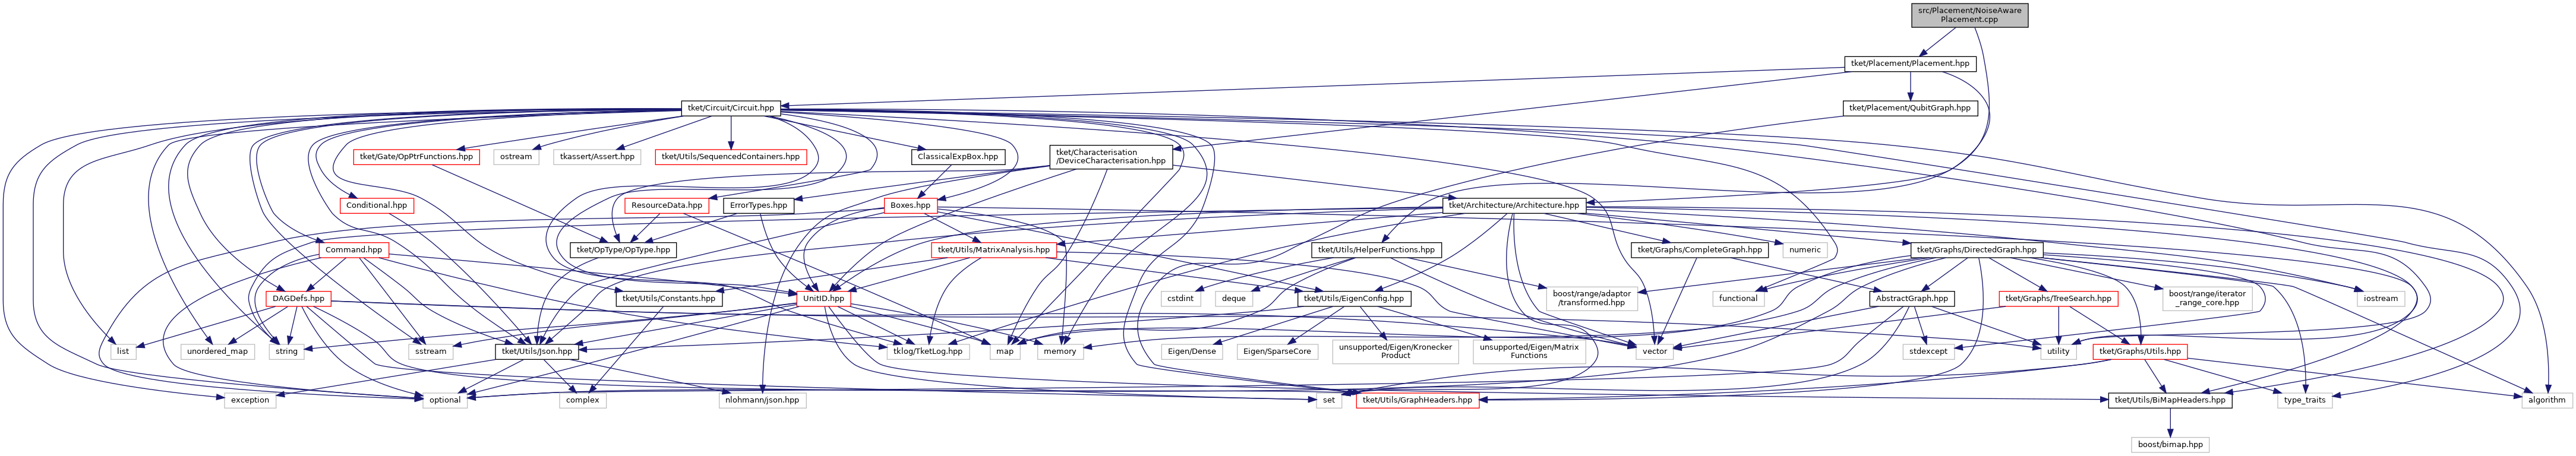 src/Placement/NoiseAware
Placement.cpp
tket/Placement/Placement.hpp
tket/Circuit/Circuit.hpp
tket/Placement/QubitGraph.hpp
tket/Gate/OpPtrFunctions.hpp
ostream
tkassert/Assert.hpp
tket/Utils/SequencedContainers.hpp
ClassicalExpBox.hpp
tket/Characterisation
/DeviceCharacterisation.hpp
Conditional.hpp
ResourceData.hpp
ErrorTypes.hpp
Boxes.hpp
tket/Architecture/Architecture.hpp
Command.hpp
tket/OpType/OpType.hpp
tket/Utils/MatrixAnalysis.hpp
tket/Utils/HelperFunctions.hpp
tket/Graphs/CompleteGraph.hpp
numeric
tket/Graphs/DirectedGraph.hpp
DAGDefs.hpp
tket/Utils/Constants.hpp
UnitID.hpp
cstdint
deque
tket/Utils/EigenConfig.hpp
boost/range/adaptor
/transformed.hpp
functional
AbstractGraph.hpp
tket/Graphs/TreeSearch.hpp
boost/range/iterator
_range_core.hpp
iostream
list
unordered_map
string
sstream
tket/Utils/Json.hpp
tklog/TketLog.hpp
map
memory
Eigen/Dense
Eigen/SparseCore
unsupported/Eigen/Kronecker
Product
unsupported/Eigen/Matrix
Functions
vector
stdexcept
utility
tket/Graphs/Utils.hpp
exception
optional
complex
nlohmann/json.hpp
set
tket/Utils/GraphHeaders.hpp
tket/Utils/BiMapHeaders.hpp
type_traits
algorithm
boost/bimap.hpp